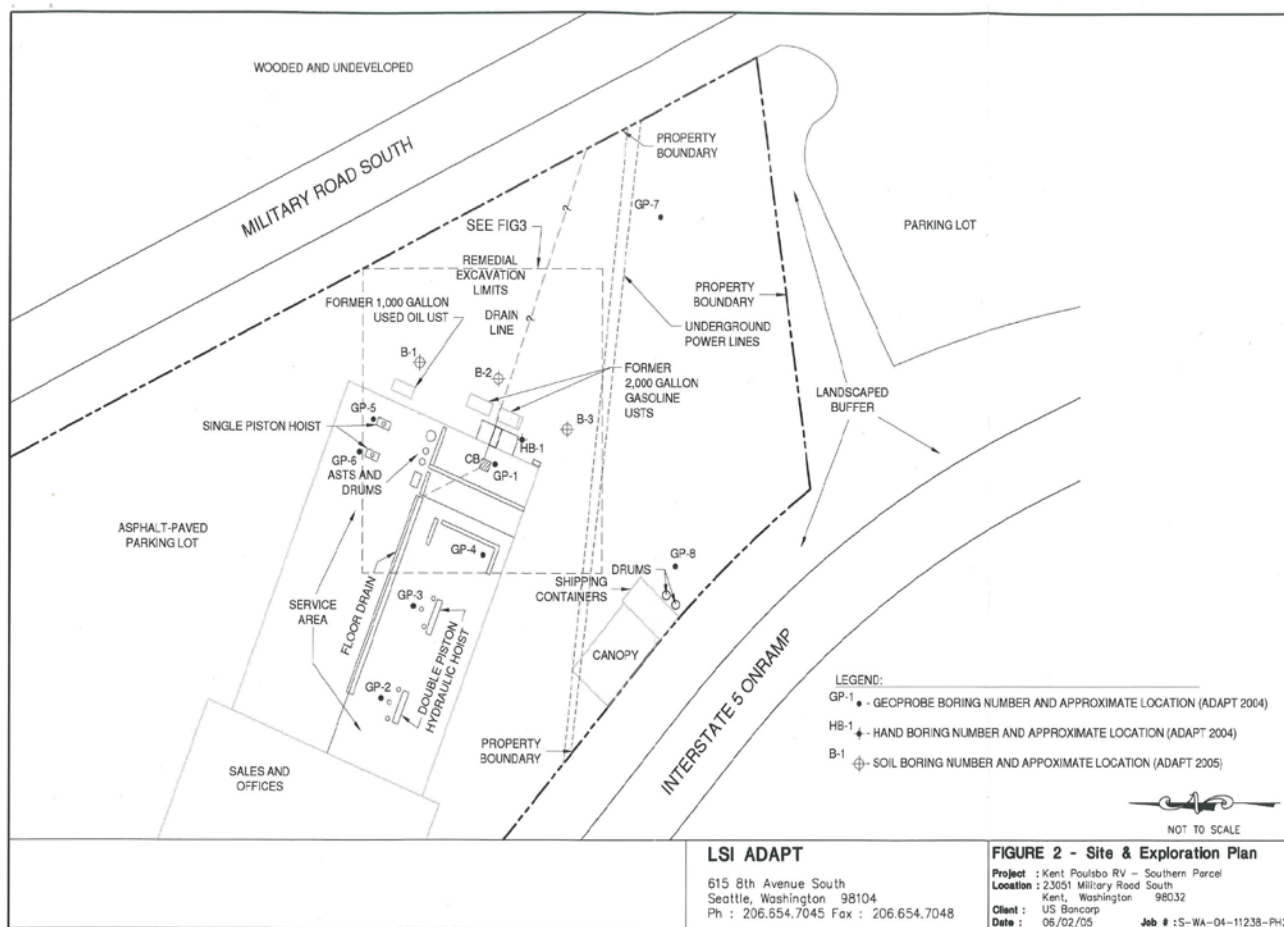 WOODED AND UNDEVELOPED
MILITARY ROAD SOUTH
PROPERTY
BOUNDARY
GP-7
PARKING LOT
SEE FIG3
REMEDIAL
EXCAVATION
LIMITS
PROPERTY
BOUNDARY
FORMER 1,000 GALLON
USED OIL UST
DRAIN
LINE
UNDERGROUND
POWER LINES
B-1
B-2
FORMER
2,000 GALLON
GASOLINE
USTS
LANDSCAPED
BUFFER
GP-5
SINGLE PISTON HOIST
B-3
HB-1
GP-6
ASTS AND
DRUMS
CB
GP-1
ASPHALT-PAVED
PARKING LOT
GP-4
GP-8
DRUMS
SHIPPING
CONTAINERS
SERVICE
AREA
FLOOR DRAIN
GP-3
DOUBLE PISTON
HYDRAULIC HOIST
CANOPY
GP-2
INTERSTATE 5 ONRAMP
PROPERTY
BOUNDARY
SALES AND
OFFICES
LEGEND:
GP-1 - GEOPROBE BORING NUMBER AND APPROXIMATE LOCATION (ADAPT 2004)
HB-1 - HAND BORING NUMBER AND APPROXIMATE LOCATION (ADAPT 2004)
B-1 - SOIL BORING NUMBER AND APPOXIMATE LOCATION (ADAPT 2005)
NOT TO SCALE
LSI ADAPT
615 8th Avenue South
Seattle, Washington 98104
Ph : 206.654.7045 Fax : 206.654.7048
FIGURE 2 - Site & Exploration Plan
Project : Kent Poulsbo RV - Southern Parcel
Location : 23051 Military Road South
Kent, Washington 98032
Client : US Bancorp
Date : 06/02/05 Job # :S-WA-04-11238-PH2